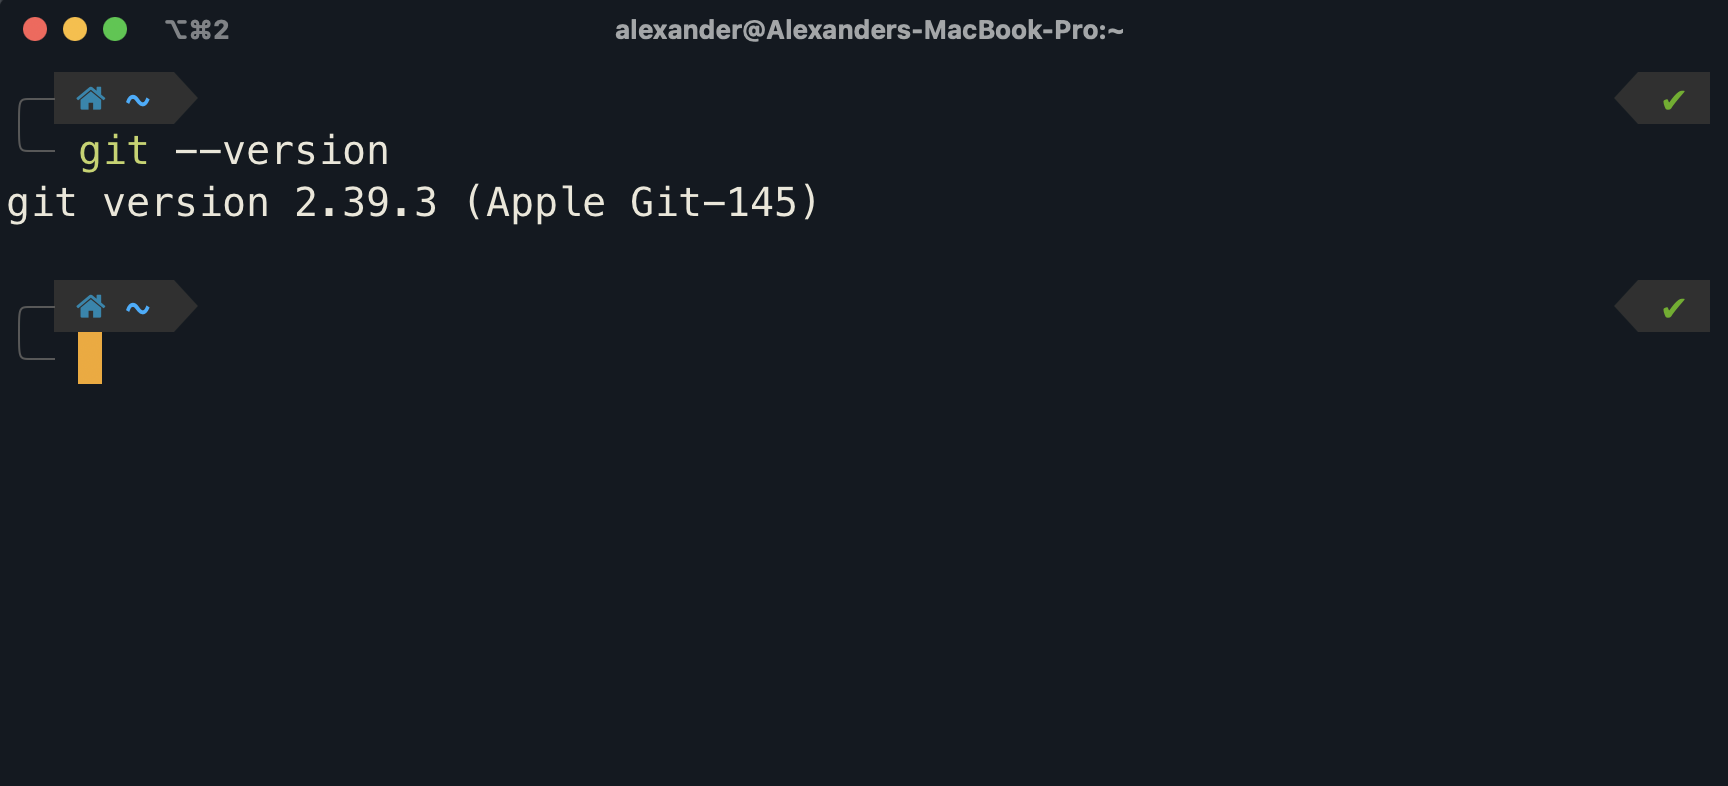 ⌥⌘2 alexander@Alexanders-MacBook-Pro:~
~ ✔
git --version
git version 2.39.3 (Apple Git-145)
~ ✔